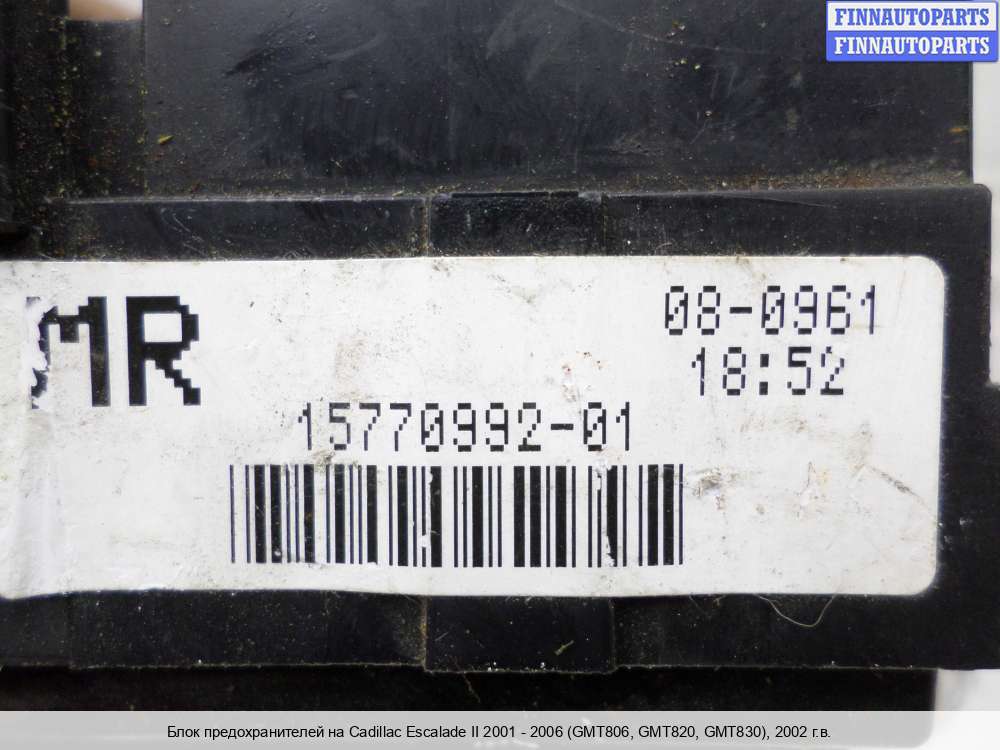 FINNAUTOPARTS
FINNAUTOPARTS
MR
08-0961
18:52
15770992-01
Блок предохранителей на Cadillac Escalade II 2001 - 2006 (GMT806, GMT820, GMT830), 2002 г.в.